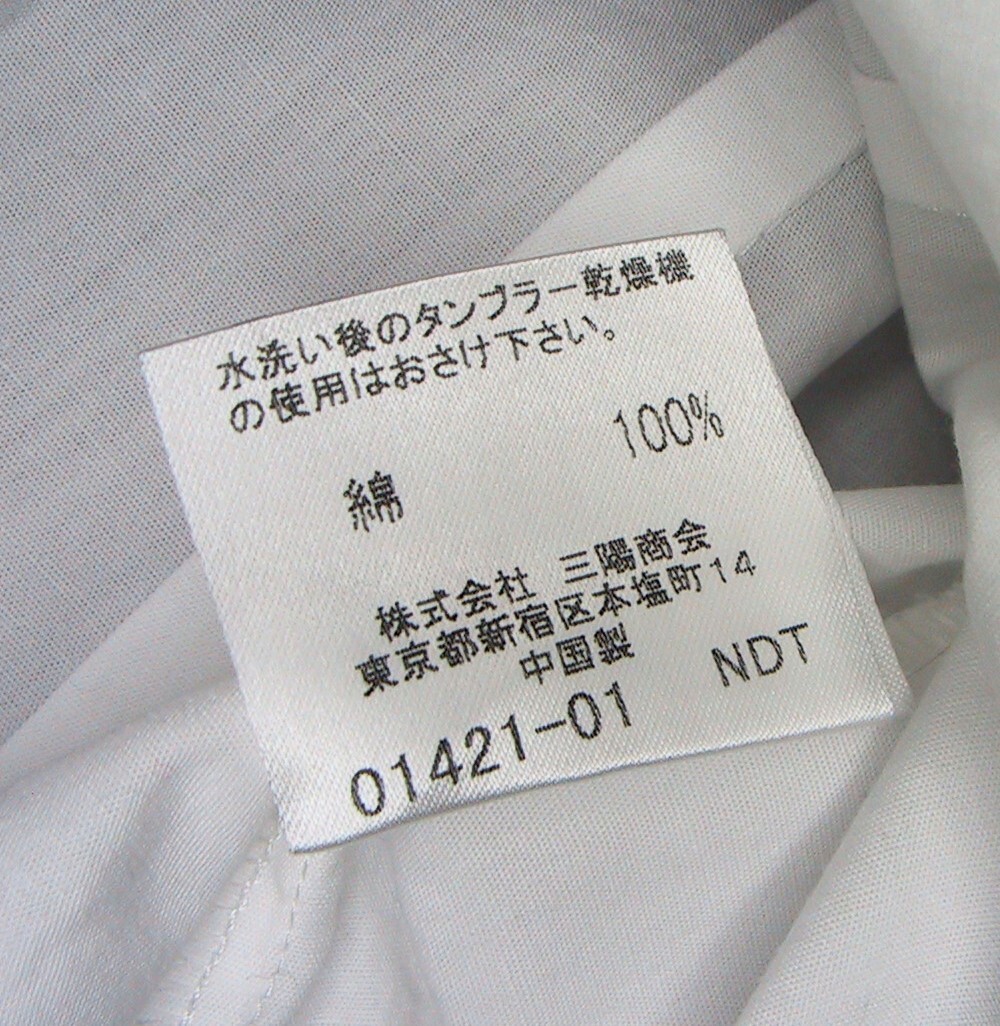 水洗い後のタンブラー乾燥機
の使用はおさけ下さい。
綿 100%
株式会社 三陽商会
東京都新宿区本塩町14
中国製
01421-01 NDT